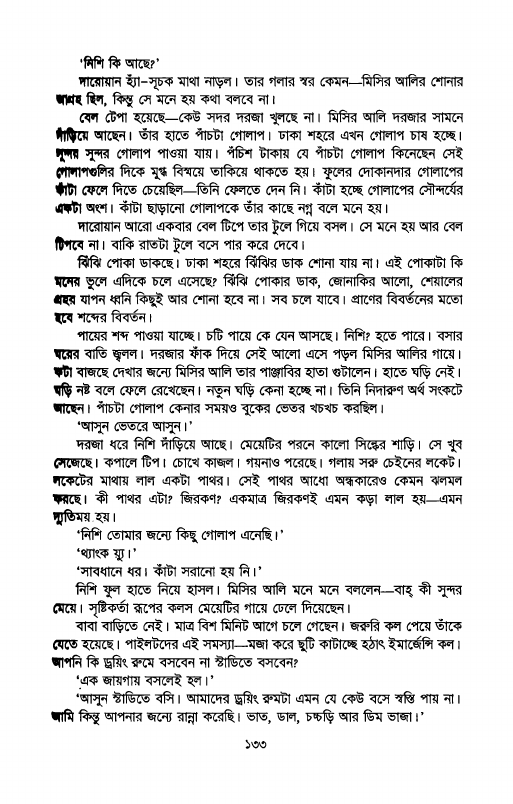 ‘নিশি কি আছে?’
দারোয়ান হ্যাঁ-সূচক মাথা নাড়ল। তার গলার স্বর কেমন—মিসির আলির শোনার
আগ্রহ ছিল, কিন্তু সে মনে হয় কথা বলবে না।
বেল টেপা হয়েছে—কেউ সদর দরজা খুলছে না। মিসির আলি দরজার সামনে
দাঁড়িয়ে আছেন। তাঁর হাতে পাঁচটা গোলাপ। ঢাকা শহরে এখন গোলাপ চাষ হচ্ছে।
সুন্দর সুন্দর গোলাপ পাওয়া যায়। পঁচিশ টাকায় যে পাঁচটা গোলাপ কিনেছেন সেই
গোলাপগুলির দিকে মুগ্ধ বিস্ময়ে তাকিয়ে থাকতে হয়। ফুলের দোকানদার গোলাপের
কাঁটা ফেলে দিতে চেয়েছিল—তিনি ফেলতে দেন নি। কাঁটা হচ্ছে গোলাপের সৌন্দর্যের
একটা অংশ। কাঁটা ছাড়ানো গোলাপকে তাঁর কাছে নগ্ন বলে মনে হয়।
দারোয়ান আরো একবার বেল টিপে তার টুলে গিয়ে বসল। সে মনে হয় আর বেল
টিপবে না। বাকি রাতটা টুলে বসে পার করে দেবে।
ঝিঁঝি পোকা ডাকছে। ঢাকা শহরে ঝিঁঝির ডাক শোনা যায় না। এই পোকাটা কি
মনের ভুলে এদিকে চলে এসেছে? ঝিঁঝি পোকার ডাক, জোনাকির আলো, শেয়ালের
প্রহর যাপন ধ্বনি কিছুই আর শোনা হবে না। সব চলে যাবে। প্রাণের বিবর্তনের মতো
হবে শব্দের বিবর্তন।
পায়ের শব্দ পাওয়া যাচ্ছে। চটি পায়ে কে যেন আসছে। নিশি? হতে পারে। বসার
ঘরের বাতি জ্বলল। দরজার ফাঁক দিয়ে সেই আলো এসে পড়ল মিসির আলির গায়ে।
কটা বাজছে দেখার জন্যে মিসির আলি তার পাঞ্জাবির হাতা গুটালেন। হাতে ঘড়ি নেই।
ঘড়ি নষ্ট বলে ফেলে রেখেছেন। নতুন ঘড়ি কেনা হচ্ছে না। তিনি নিদারুণ অর্থ সংকটে
আছেন। পাঁচটা গোলাপ কেনার সময়ও বুকের ভেতর খচখচ করছিল।
‘আসুন ভেতরে আসুন।’
দরজা ধরে নিশি দাঁড়িয়ে আছে। মেয়েটির পরনে কালো সিল্কের শাড়ি। সে খুব
সেজেছে। কপালে টিপ। চোখে কাজল। গয়নাও পরেছে। গলায় সরু চেইনের লকেট।
লকেটের মাথায় লাল একটা পাথর। সেই পাথর আধো অন্ধকারেও কেমন ঝলমল
করছে। কী পাথর এটা? জিরকণ? একমাত্র জিরকণই এমন কড়া লাল হয়—এমন
দ্যুতিময় হয়।
‘নিশি তোমার জন্যে কিছু গোলাপ এনেছি।’
‘থ্যাংক য়্যু।’
‘সাবধানে ধর। কাঁটা সরানো হয় নি।’
নিশি ফুল হাতে নিয়ে হাসল। মিসির আলি মনে মনে বললেন—বাহ্ কী সুন্দর
মেয়ে। সৃষ্টিকর্তা রূপের কলস মেয়েটির গায়ে ঢেলে দিয়েছেন।
বাবা বাড়িতে নেই। মাত্র বিশ মিনিট আগে চলে গেছেন। জরুরি কল পেয়ে তাঁকে
যেতে হয়েছে। পাইলটদের এই সমস্যা—মজা করে ছুটি কাটাচ্ছে হঠাৎ ইমার্জেন্সি কল।
আপনি কি ড্রয়িং রুমে বসবেন না স্টাডিতে বসবেন?
‘এক জায়গায় বসলেই হল।’
‘আসুন স্টাডিতে বসি। আমাদের ড্রয়িং রুমটা এমন যে কেউ বসে স্বস্তি পায় না।
আমি কিন্তু আপনার জন্যে রান্না করেছি। ভাত, ডাল, চচ্চড়ি আর ডিম ভাজা।’
১৩৩